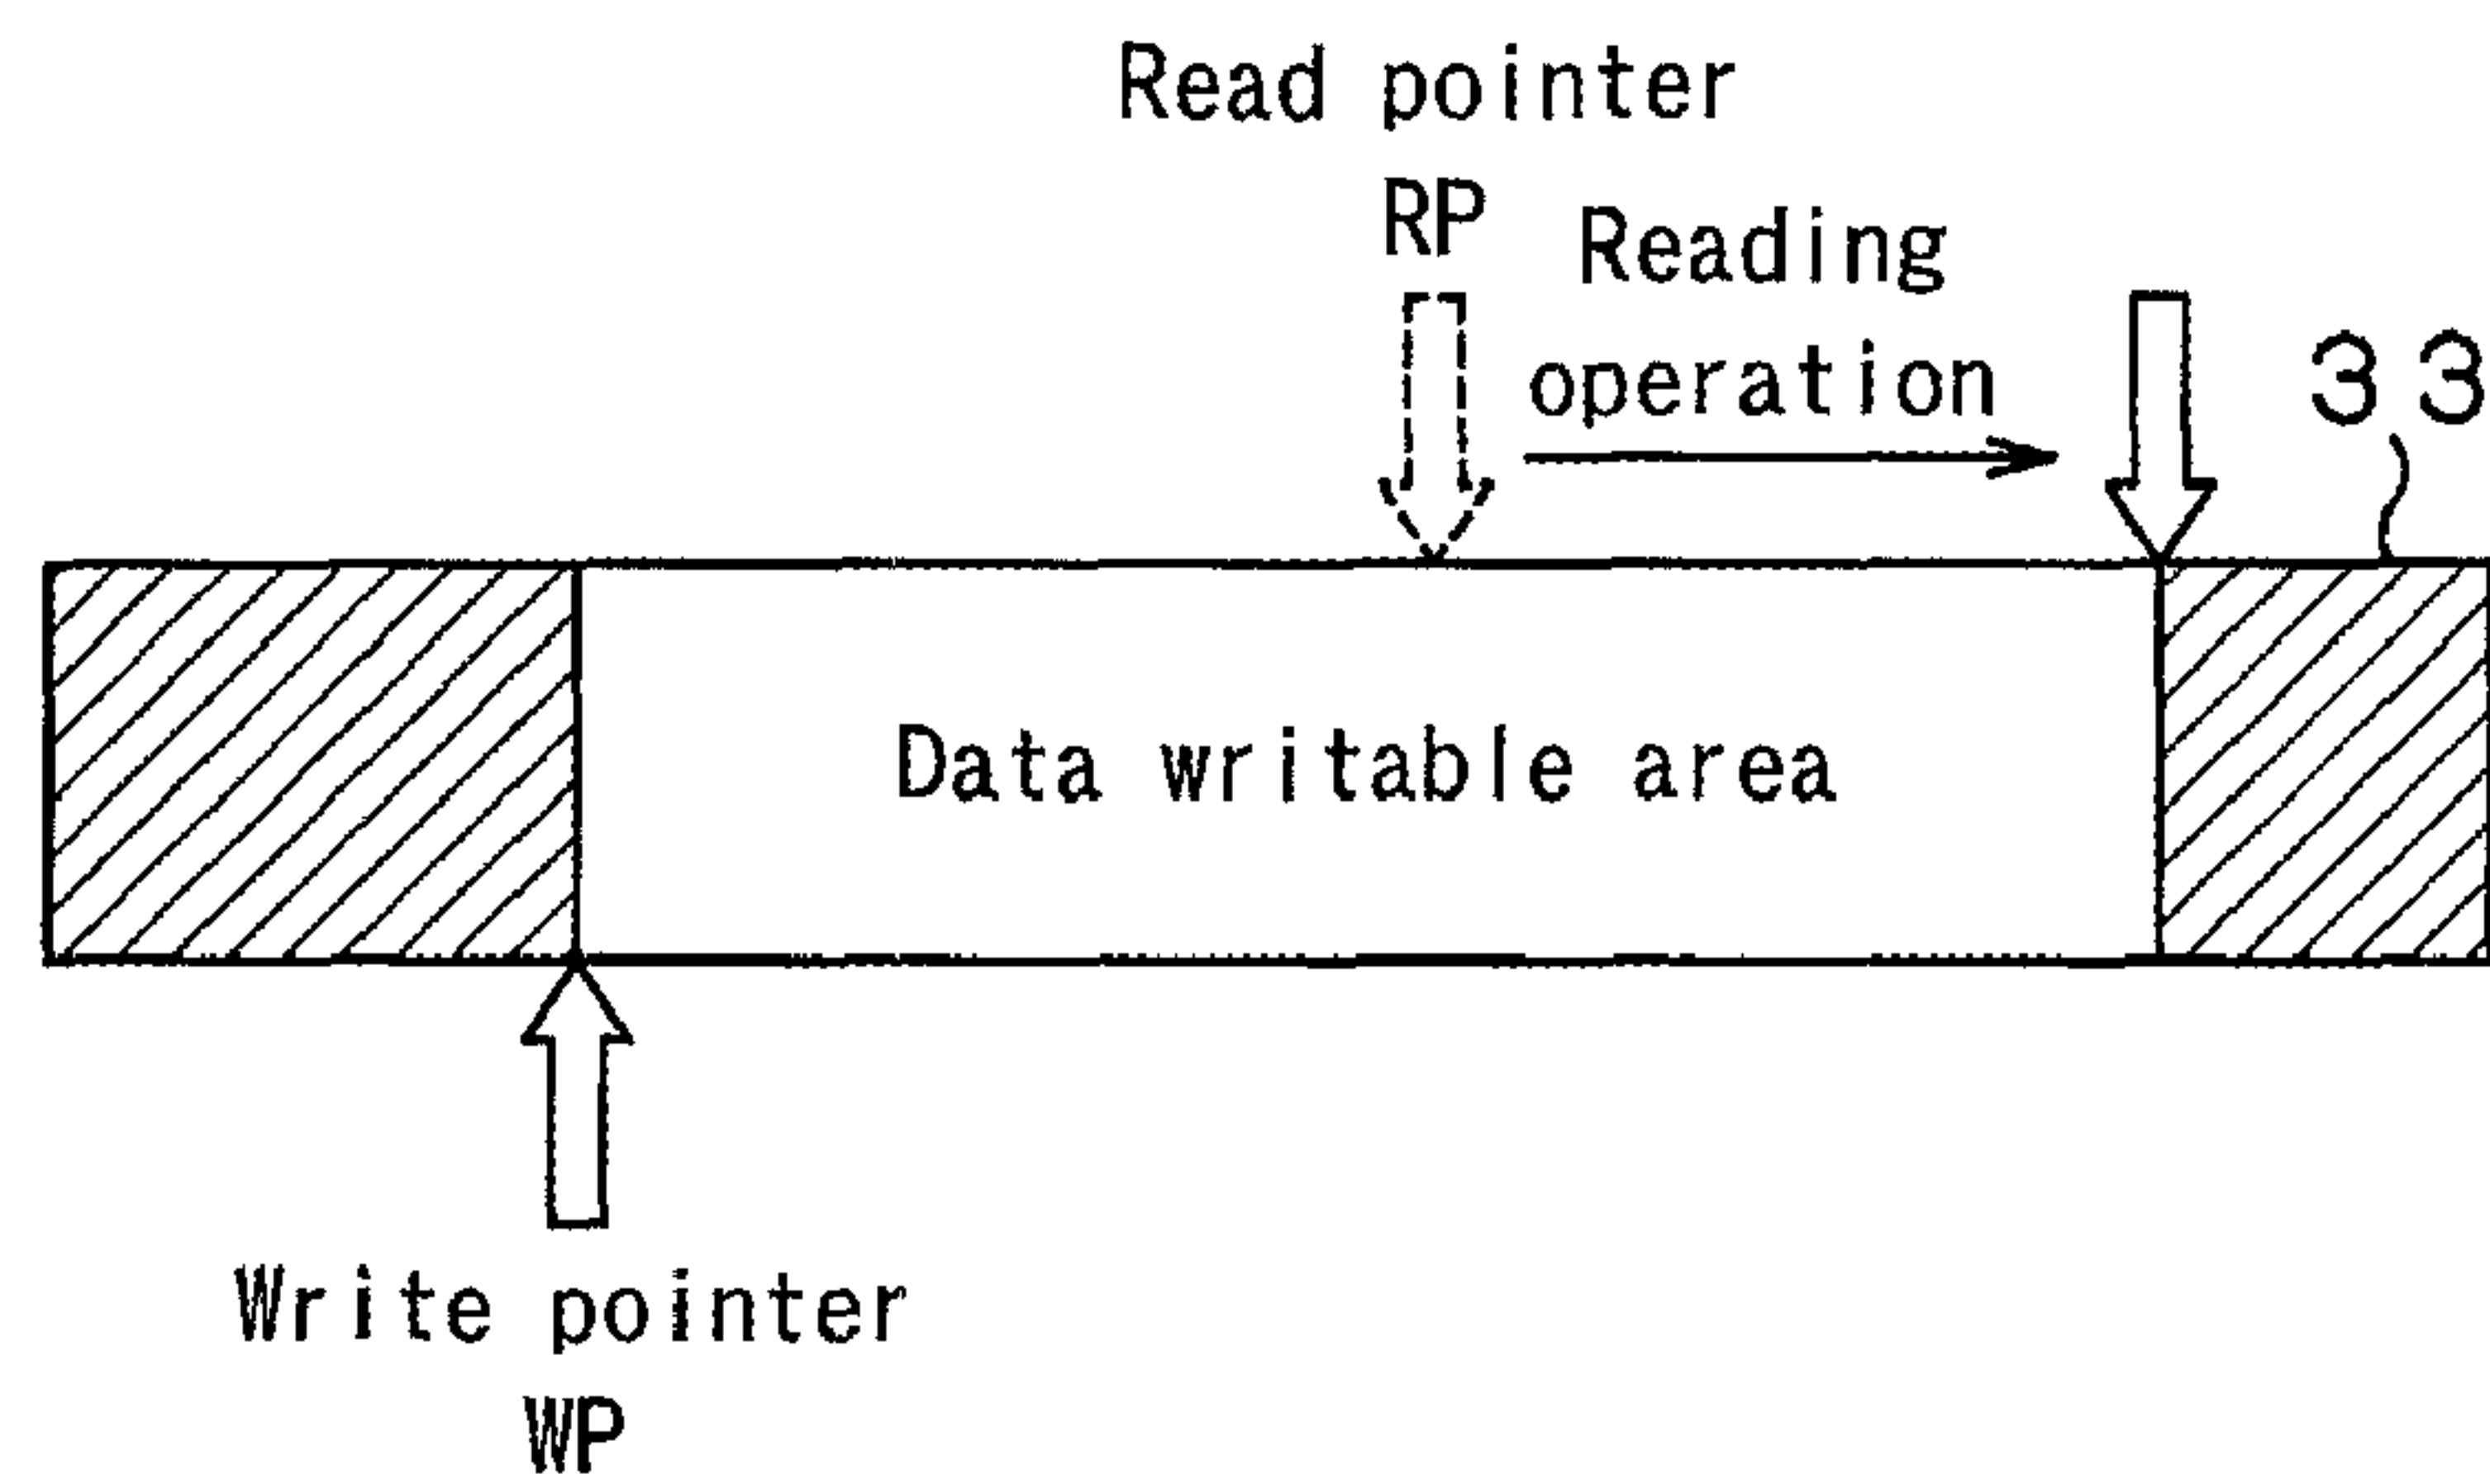 Read pointer
RP
Reading
operation
33
Data writable area
Write pointer
WP